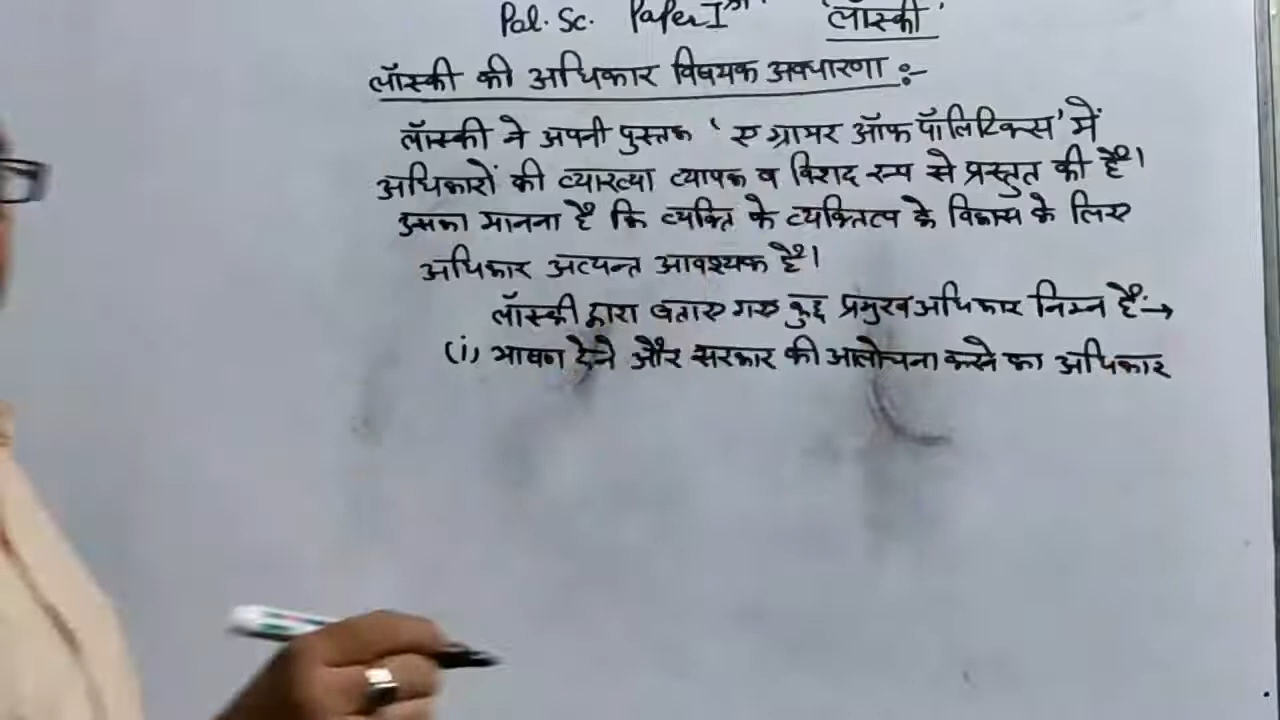 Pol. Sc. Paper I 'लॉस्की'
लॉस्की की अधिकार विषयक अवधारणा :-
लॉस्की ने अपनी पुस्तक 'ए ग्रामर ऑफ पॉलिटिक्स' में
अधिकारों की व्याख्या व्यापक व विशद रूप से प्रस्तुत की है।
उसका मानना है कि व्यक्ति के व्यक्तित्व के विकास के लिए
अधिकार अत्यन्त आवश्यक है।
लॉस्की द्वारा बताए गए कुछ प्रमुख अधिकार निम्न हैं:→
(i) भाषण देने और सरकार की आलोचना करने का अधिकार